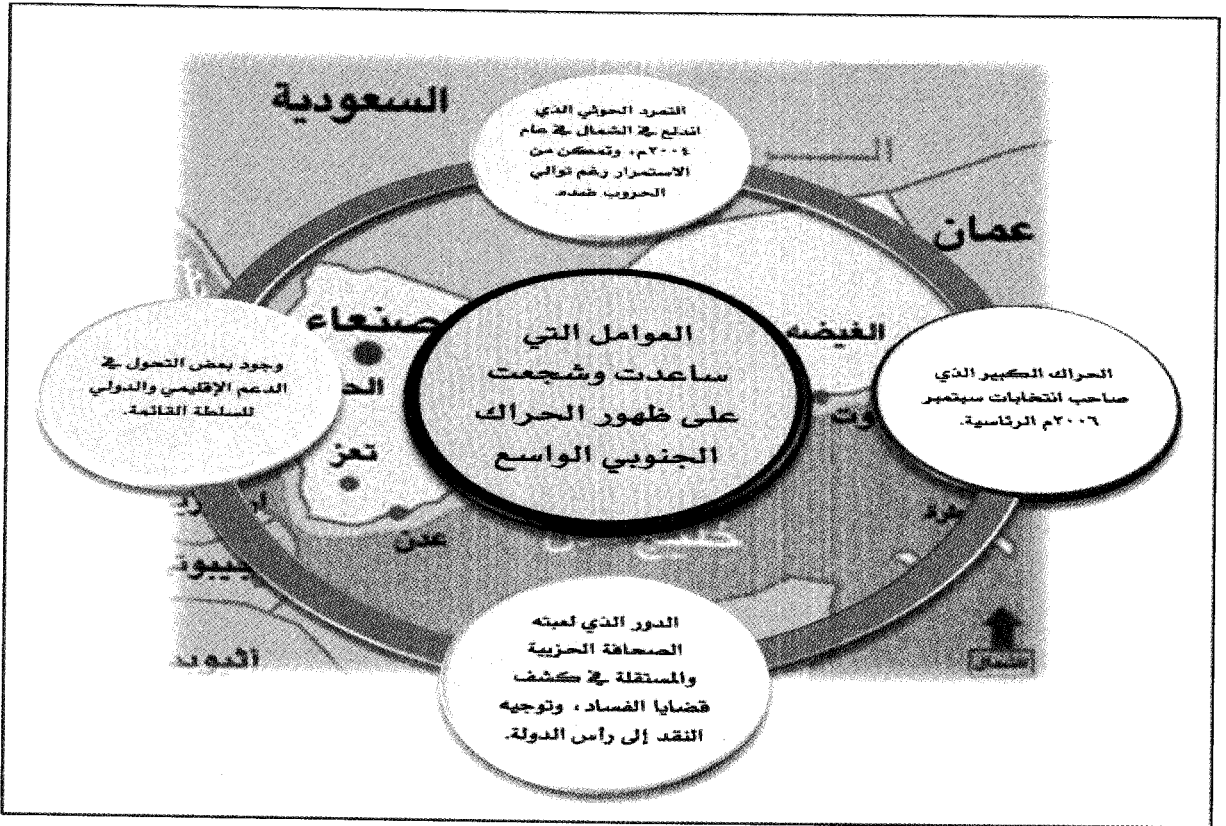 السعودية
عمان
التمرد الحوثي الذي
اندلع في الشمال في عام
٢٠٠٤م، وتمكن من
الاستمرار رغم توالي
الحروب ضده.
صنعاء
العوامل التي
ساعدت وشجعت
على ظهور الحراك
الجنوبي الواسع
الغيضه
الحراك الكبير الذي
صاحب انتخابات سبتمبر
٢٠٠٦م الرئاسية.
وجود بعض التحول في
الدعم الإقليمي والدولي
للسلطة القائمة.
تعز
عدن
الدور الذي لعبته
الصحافة الحزبية
والمستقلة في كشف
قضايا الفساد، وتوجيه
النقد إلى رأس الدولة.
شمال